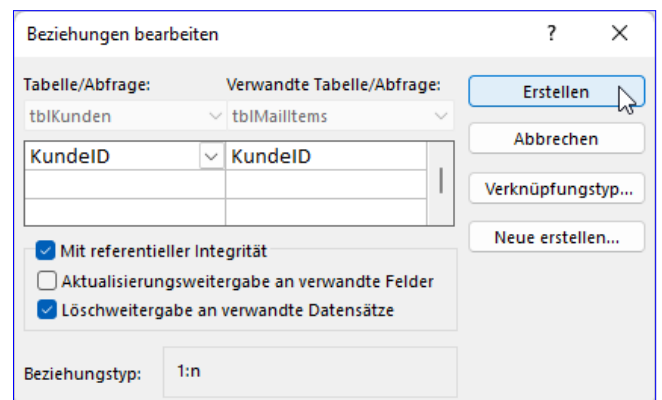 Beziehungen bearbeiten ?
Tabelle/Abfrage: Verwandte Tabelle/Abfrage:
tblKunden tblMailItems
KundeID KundeID
Erstellen
Abbrechen
Verknüpfungstyp...
Neue erstellen...
Mit referentieller Integrität
Aktualisierungsweitergabe an verwandte Felder
Löschweitergabe an verwandte Datensätze
Beziehungstyp: 1:n